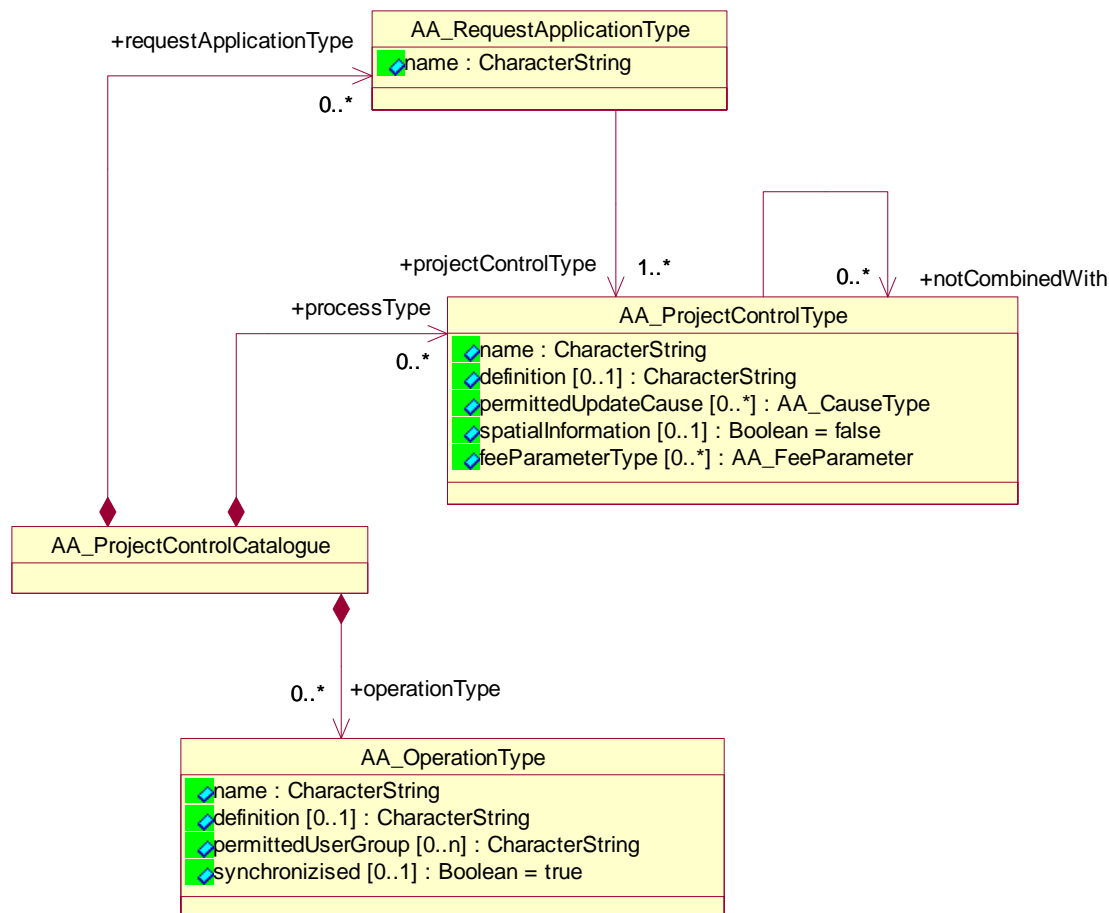 +requestApplicationType
AA_RequestApplicationType
name : CharacterString
0..*
+projectControlType
1..*
0..*
+notCombinedWith
+processType
0..*
AA_ProjectControlType
name : CharacterString
definition [0..1] : CharacterString
permittedUpdateCause [0..*] : AA_CauseType
spatialInformation [0..1] : Boolean = false
feeParameterType [0..*] : AA_FeeParameter
AA_ProjectControlCatalogue
0..*
+operationType
AA_OperationType
name : CharacterString
definition [0..1] : CharacterString
permittedUserGroup [0..n] : CharacterString
synchronizised [0..1] : Boolean = true